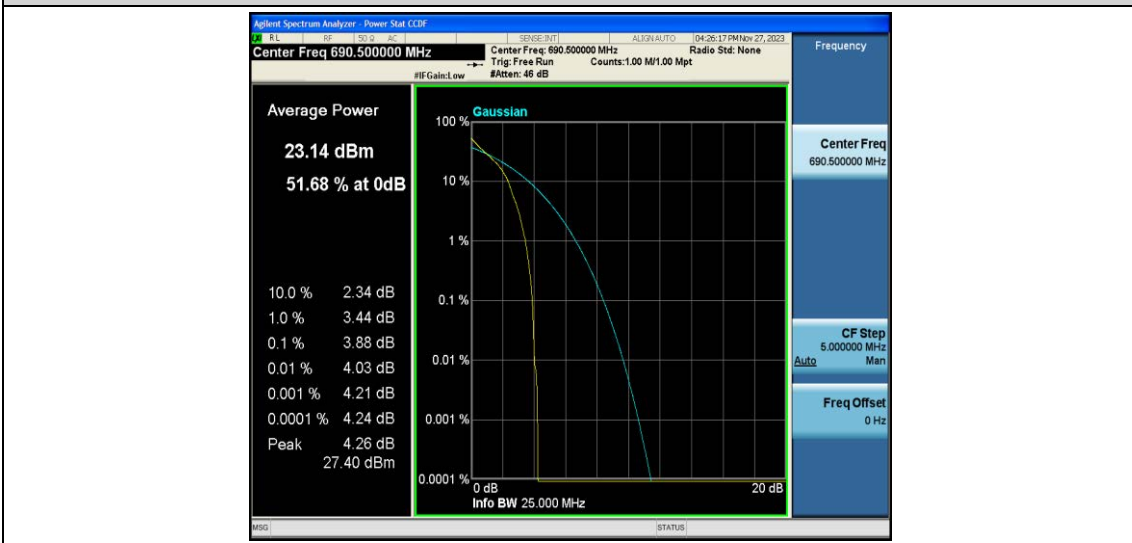 Agilent Spectrum Analyzer - Power Stat CCDF
RL RF 50 Ω AC SENSE:INT ALIGN AUTO 04:26:17 PM Nov 27, 2023
Center Freq 690.500000 MHz
Center Freq: 690.500000 MHz Radio Std: None
Trig: Free Run Counts:1.00 M/1.00 Mpt
#IFGain:Low #Atten: 46 dB
Frequency
Average Power
23.14 dBm
51.68 % at 0dB
10.0 % 2.34 dB
1.0 % 3.44 dB
0.1 % 3.88 dB
0.01 % 4.03 dB
0.001 % 4.21 dB
0.0001 % 4.24 dB
Peak 4.26 dB
27.40 dBm
Gaussian
100 %
10 %
1 %
0.1 %
0.01 %
0.001 %
0.0001 %
0 dB 20 dB
Info BW 25.000 MHz
Center Freq
690.500000 MHz
CF Step
5.000000 MHz
Auto Man
Freq Offset
0 Hz
MSG STATUS